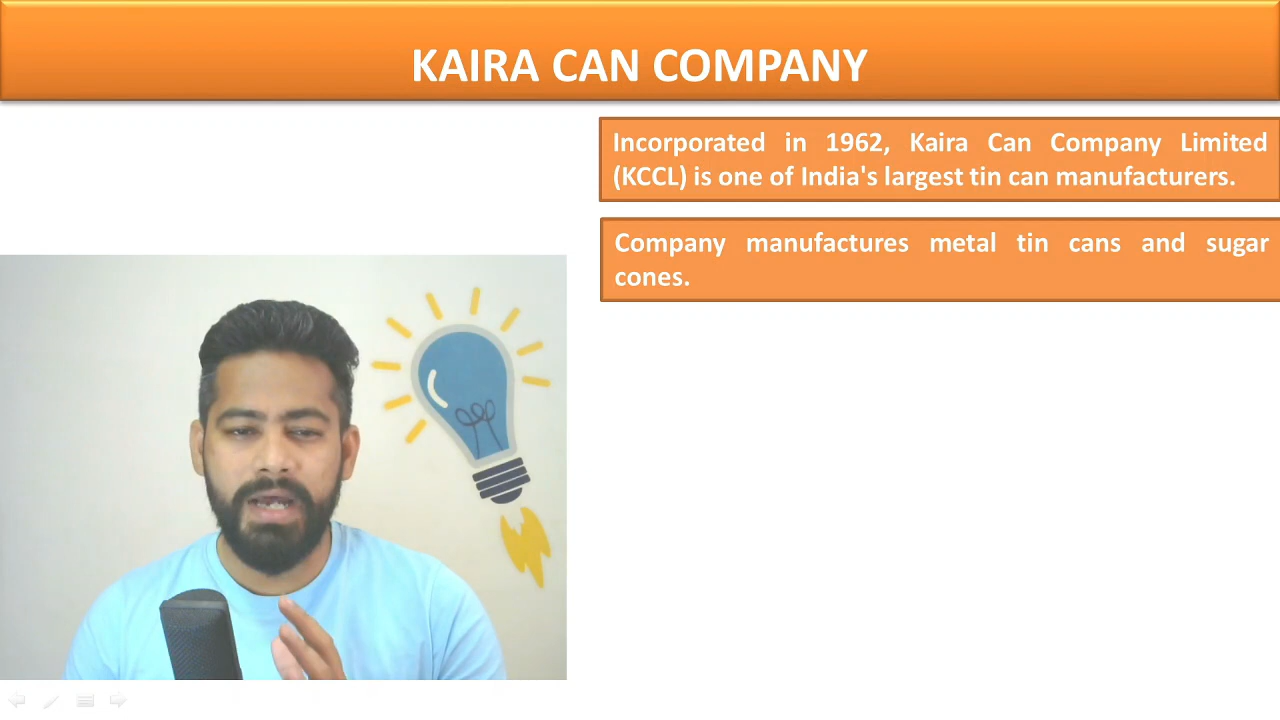 KAIRA CAN COMPANY
Incorporated in 1962, Kaira Can Company Limited
(KCCL) is one of India's largest tin can manufacturers.
Company manufactures metal tin cans and sugar
cones.